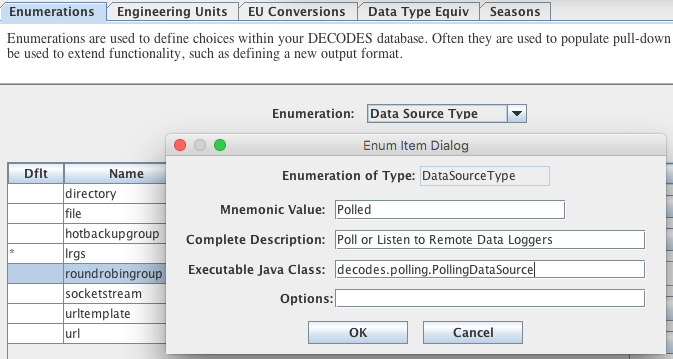 Enumerations Engineering Units EU Conversions Data Type Equiv Seasons
Enumerations are used to define choices within your DECODES database. Often they are used to populate pull-down
be used to extend functionality, such as defining a new output format.
Enumeration: Data Source Type
Enum Item Dialog
Enumeration of Type: DataSourceType
Mnemonic Value: Polled
Complete Description: Poll or Listen to Remote Data Loggers
Executable Java Class: decodes.polling.PollingDataSource
Options:
OK Cancel
Dflt Name
directory
file
hotbackupgroup
* lrgs
roundrobingroup
socketstream
urltemplate
url